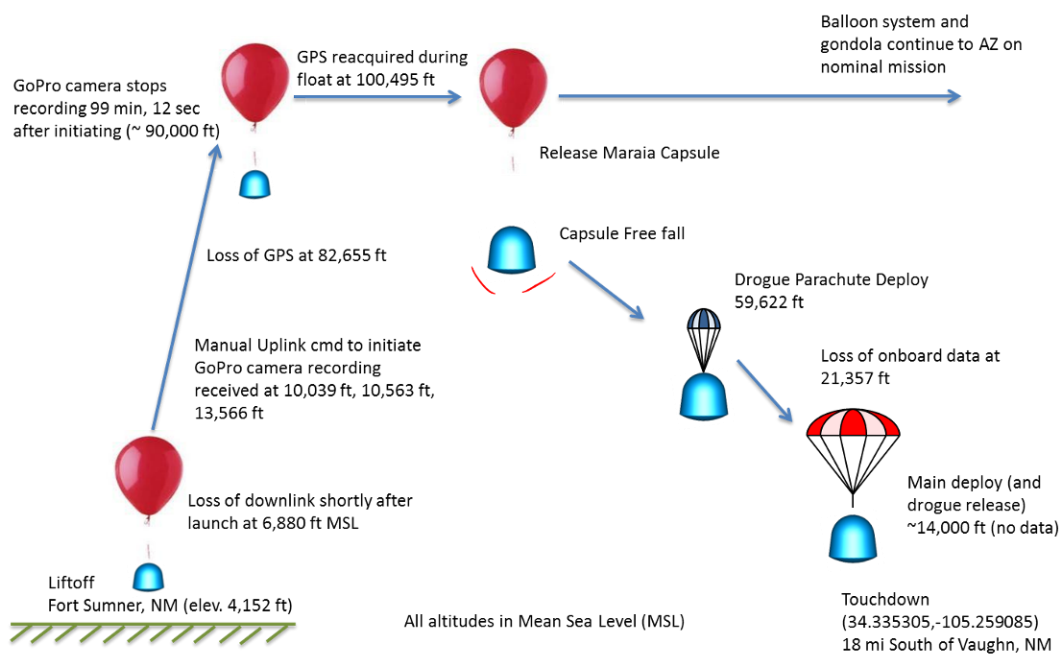 Balloon system and
gondola continue to AZ on
nominal mission
GPS reacquired during
float at 100,495 ft
GoPro camera stops
recording 99 min, 12 sec
after initiating (~ 90,000 ft)
Release Maraia Capsule
Capsule Free fall
Loss of GPS at 82,655 ft
Drogue Parachute Deploy
59,622 ft
Manual Uplink cmd to initiate
GoPro camera recording
received at 10,039 ft, 10,563 ft,
13,566 ft
Loss of onboard data at
21,357 ft
Loss of downlink shortly after
launch at 6,880 ft MSL
Main deploy (and
drogue release)
~14,000 ft (no data)
Liftoff
Fort Sumner, NM (elev. 4,152 ft)
All altitudes in Mean Sea Level (MSL)
Touchdown
(34.335305,-105.259085)
18 mi South of Vaughn, NM